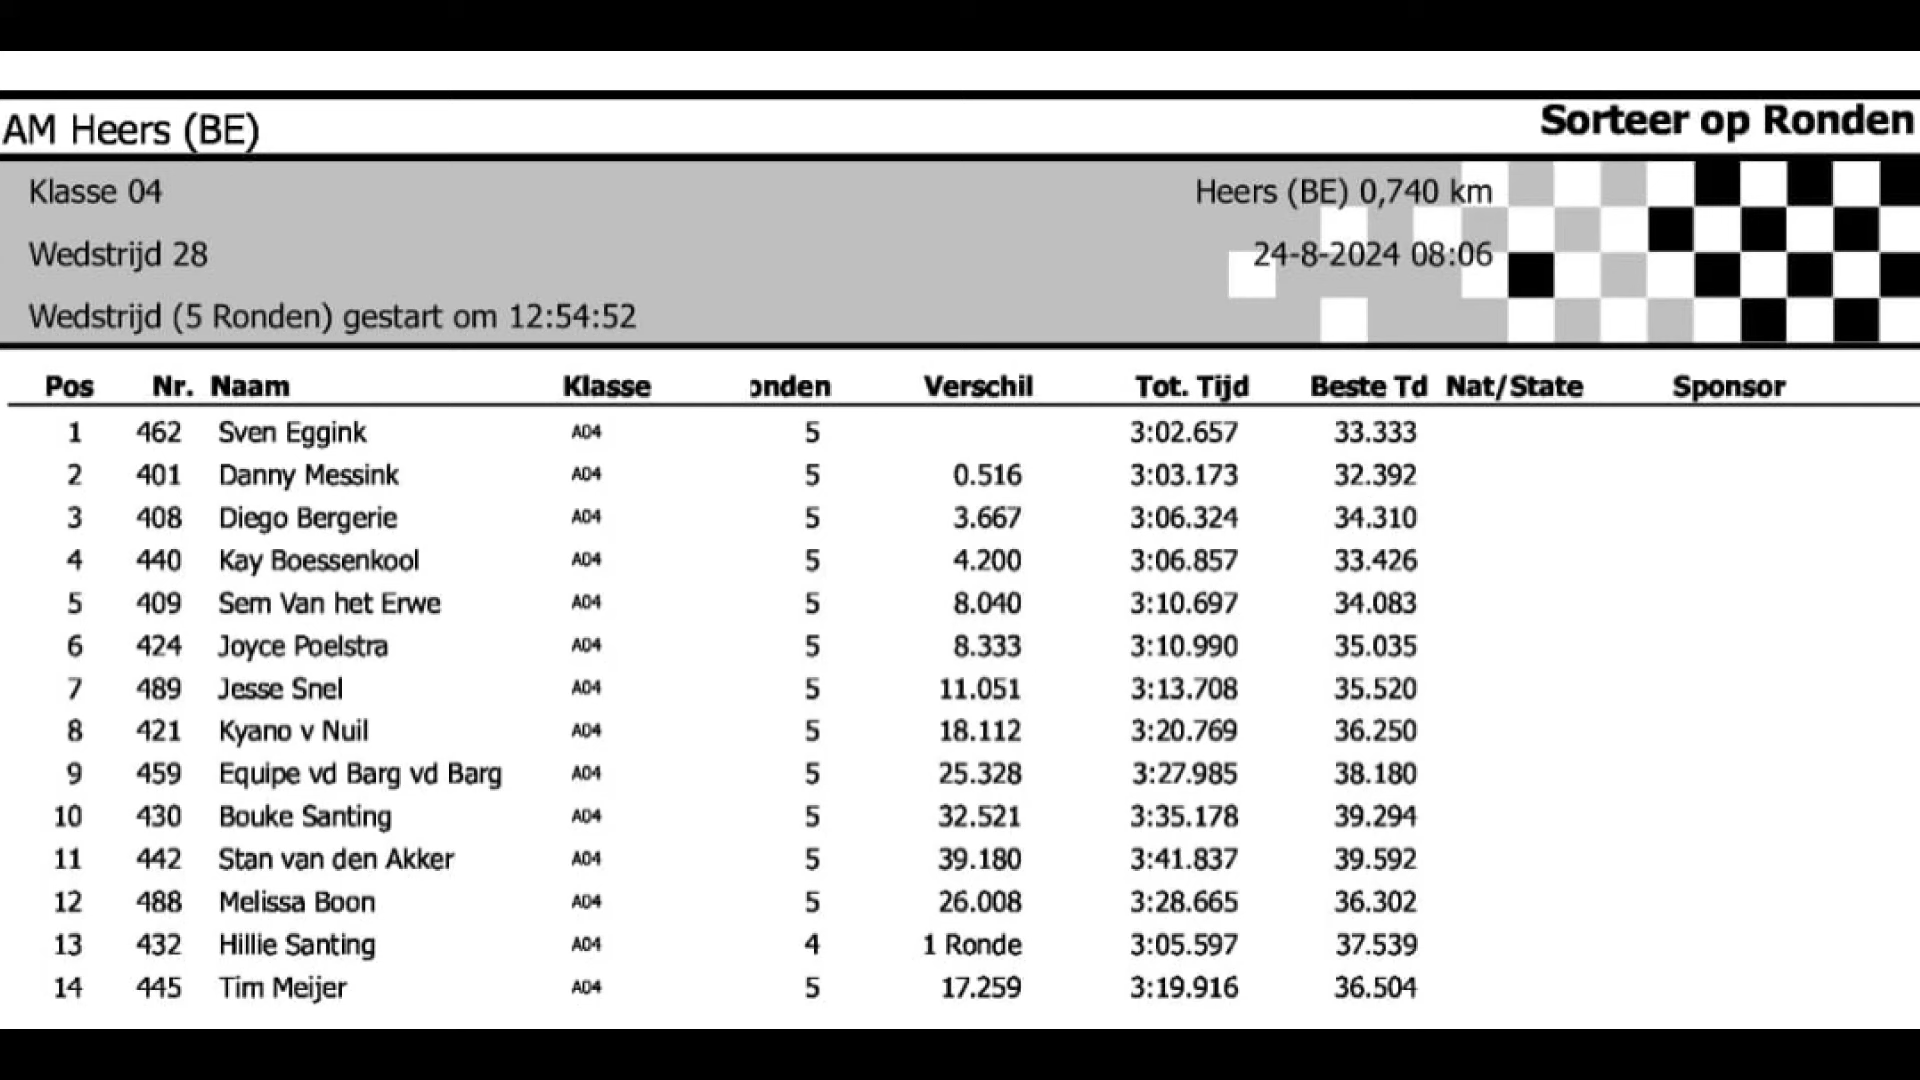 AM Heers (BE) Sorteer op Ronden
Klasse 04 Heers (BE) 0,740 km
Wedstrijd 28 24-8-2024 08:06
Wedstrijd (5 Ronden) gestart om 12:54:52
Pos Nr. Naam Klasse onden Verschil Tot. Tijd Beste Td Nat/State Sponsor
1 462 Sven Eggink A04 5 3:02.657 33.333
2 401 Danny Messink A04 5 0.516 3:03.173 32.392
3 408 Diego Bergerie A04 5 3.667 3:06.324 34.310
4 440 Kay Boessenkool A04 5 4.200 3:06.857 33.426
5 409 Sem Van het Erwe A04 5 8.040 3:10.697 34.083
6 424 Joyce Poelstra A04 5 8.333 3:10.990 35.035
7 489 Jesse Snel A04 5 11.051 3:13.708 35.520
8 421 Kyano v Nuil A04 5 18.112 3:20.769 36.250
9 459 Equipe vd Barg vd Barg A04 5 25.328 3:27.985 38.180
10 430 Bouke Santing A04 5 32.521 3:35.178 39.294
11 442 Stan van den Akker A04 5 39.180 3:41.837 39.592
12 488 Melissa Boon A04 5 26.008 3:28.665 36.302
13 432 Hillie Santing A04 4 1 Ronde 3:05.597 37.539
14 445 Tim Meijer A04 5 17.259 3:19.916 36.504